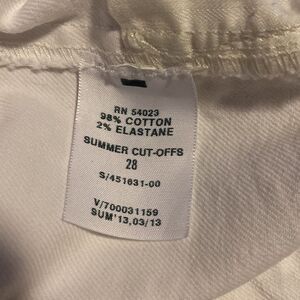 RN 54023
98% COTTON
2% ELASTANE
SUMMER CUT-OFFS
28
S/451631-00
V/700031159
SUM'13,03/13